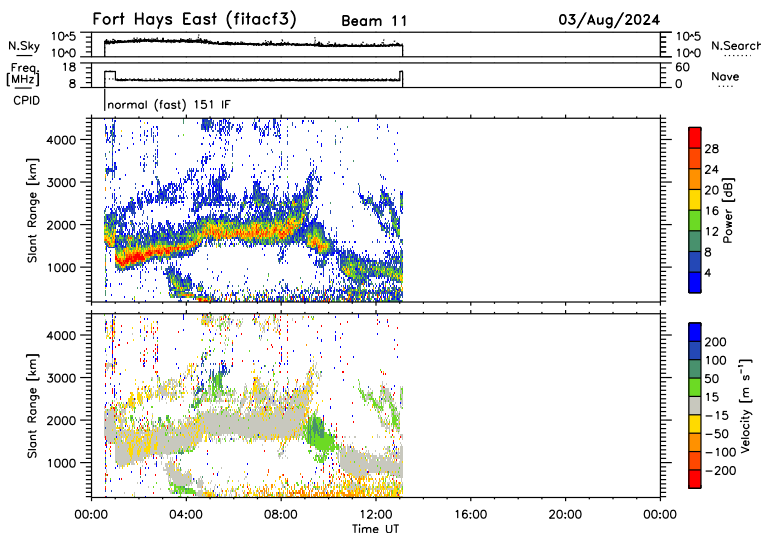 Fort Hays East (fitacf3) Beam 11 03/Aug/2024
N.Sky 10^5 10^0 10^5 10^0 N.Search
Freq. [MHz] 18 8 60 0 Nave
CPID normal (fast) 151 IF
Slant Range [km] 4000 3000 2000 1000
Power [dB] 28 24 20 16 12 8 4
Slant Range [km] 4000 3000 2000 1000
Velocity [m s⁻¹] 200 100 50 15 −15 −50 −100 −200
00:00 04:00 08:00 12:00 16:00 20:00 00:00
Time UT